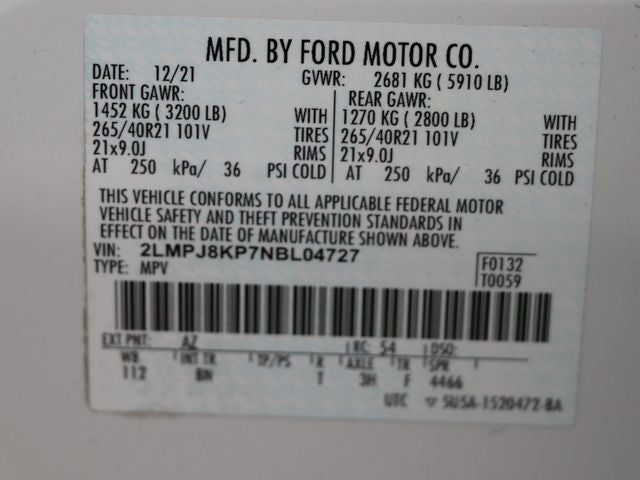 MFD. BY FORD MOTOR CO.
DATE: 12/21 GVWR: 2681 KG ( 5910 LB)
FRONT GAWR: REAR GAWR:
1452 KG ( 3200 LB) WITH 1270 KG ( 2800 LB) WITH
265/40R21 101V TIRES 265/40R21 101V TIRES
21x9.0J RIMS 21x9.0J RIMS
AT 250 kPa/ 36 PSI COLD AT 250 kPa/ 36 PSI COLD
THIS VEHICLE CONFORMS TO ALL APPLICABLE FEDERAL MOTOR
VEHICLE SAFETY AND THEFT PREVENTION STANDARDS IN
EFFECT ON THE DATE OF MANUFACTURE SHOWN ABOVE.
VIN: 2LMPJ8KP7NBL04727 F0132
TYPE: MPV T0059
EXT PNT: AZ RC: 54 DSO:
WB INT TR TP/PS R AXLE TR SPR
112 BN T 3H F 4466
UTC ▽ 5U5A-1520472-BA